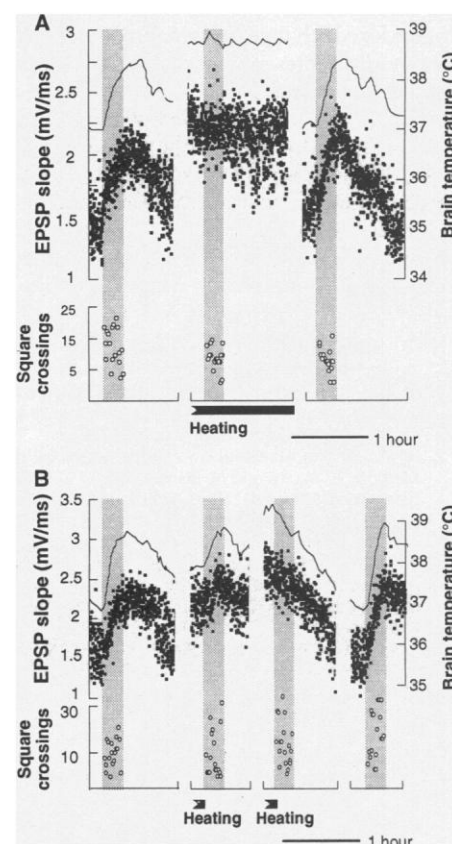 A
EPSP slope (mV/ms)
3
2.5
2
1.5
1
39
38
37
36
35
34
Brain temperature (°C)
Square
crossings
25
15
5
Heating
1 hour
B
EPSP slope (mV/ms)
3.5
3
2.5
2
1.5
1
39
38
37
36
35
Brain temperature (°C)
Square
crossings
30
10
Heating
Heating
1 hour